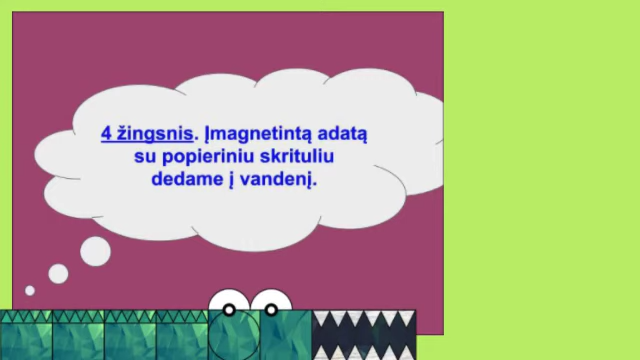 4 žingsnis. Įmagnetintą adatą
su popieriniu skrituliu
dedame į vandenį.